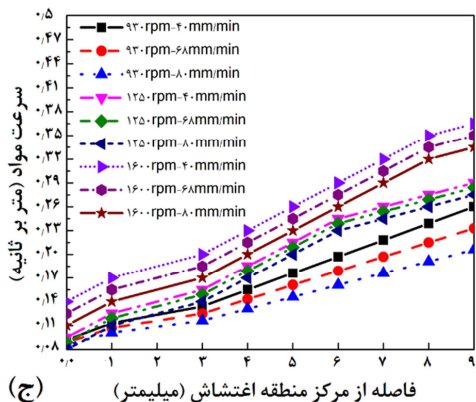 ۰٫۵
۰٫۴۷
۰٫۴۴
۰٫۴۱
۰٫۳۸
۰٫۳۵
۰٫۳۳
۰٫۲۹
۰٫۲۶
۰٫۲۳
۰٫۲
۰٫۱۷
۰٫۱۴
۰٫۱۱
۰٫۰۸
سرعت مواد (متر بر ثانیه)
۹۳۰rpm-۴۰mm/min
۹۳۰rpm-۶۸mm/min
۹۳۰rpm-۸۰mm/min
۱۲۵۰rpm-۴۰mm/min
۱۲۵۰rpm-۶۸mm/min
۱۲۵۰rpm-۸۰mm/min
۱۶۰۰rpm-۴۰mm/min
۱۶۰۰rpm-۶۸mm/min
۱۶۰۰rpm-۸۰mm/min
۰٫۰ ۱ ۳ ۴ ۵ ۶ ۷ ۸ ۹
فاصله از مرکز منطقه اغتشاش (میلیمتر)
(ج)